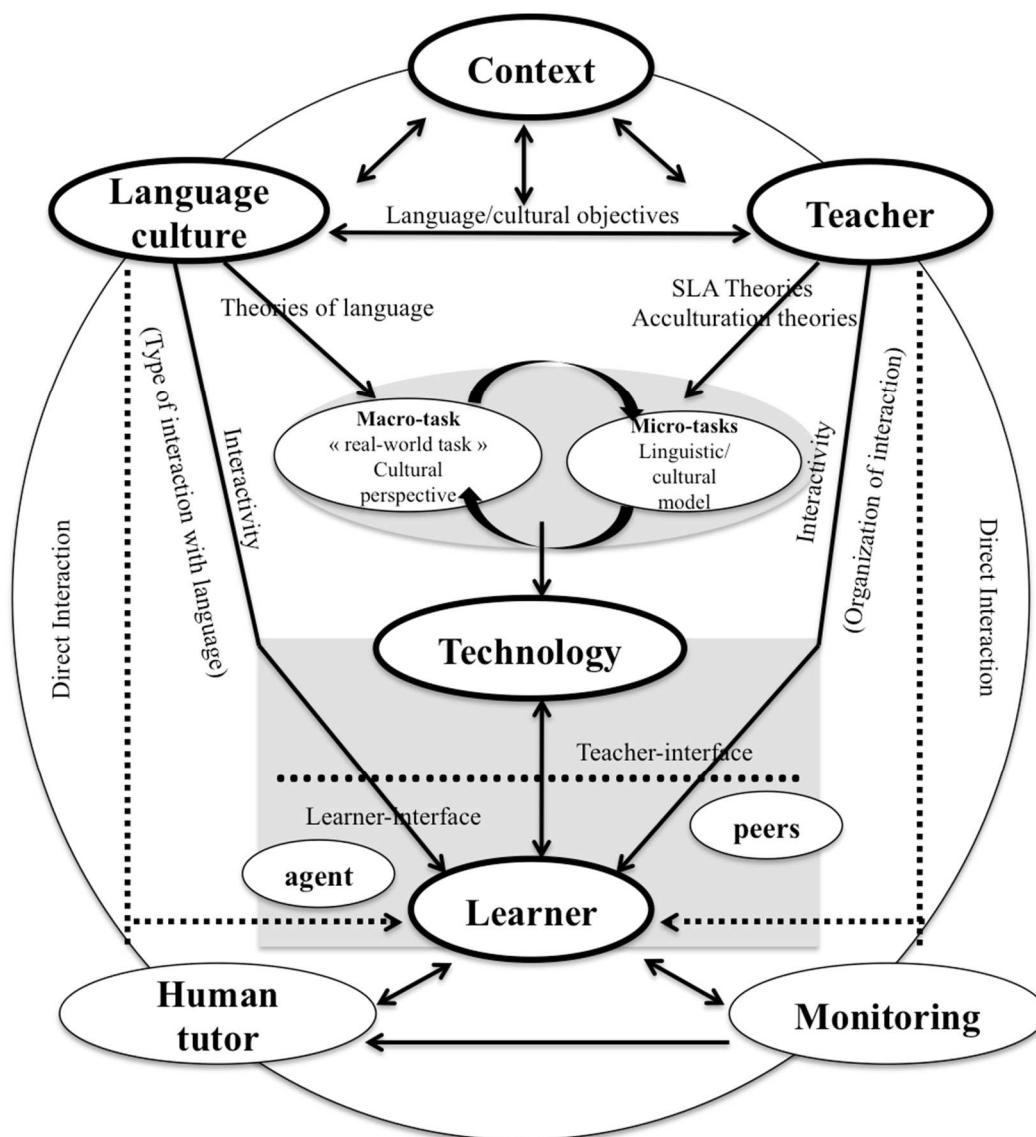 Context
Language
culture
Language/cultural objectives
Teacher
Theories of language
SLA Theories
Acculturation theories
(Type of interaction with language)
Interactivity
Macro-task
« real-world task »
Cultural
perspective
Micro-tasks
Linguistic/
cultural
model
Interactivity
(Organization of interaction)
Direct Interaction
Direct Interaction
Technology
Teacher-interface
Learner-interface
peers
agent
Learner
Human
tutor
Monitoring